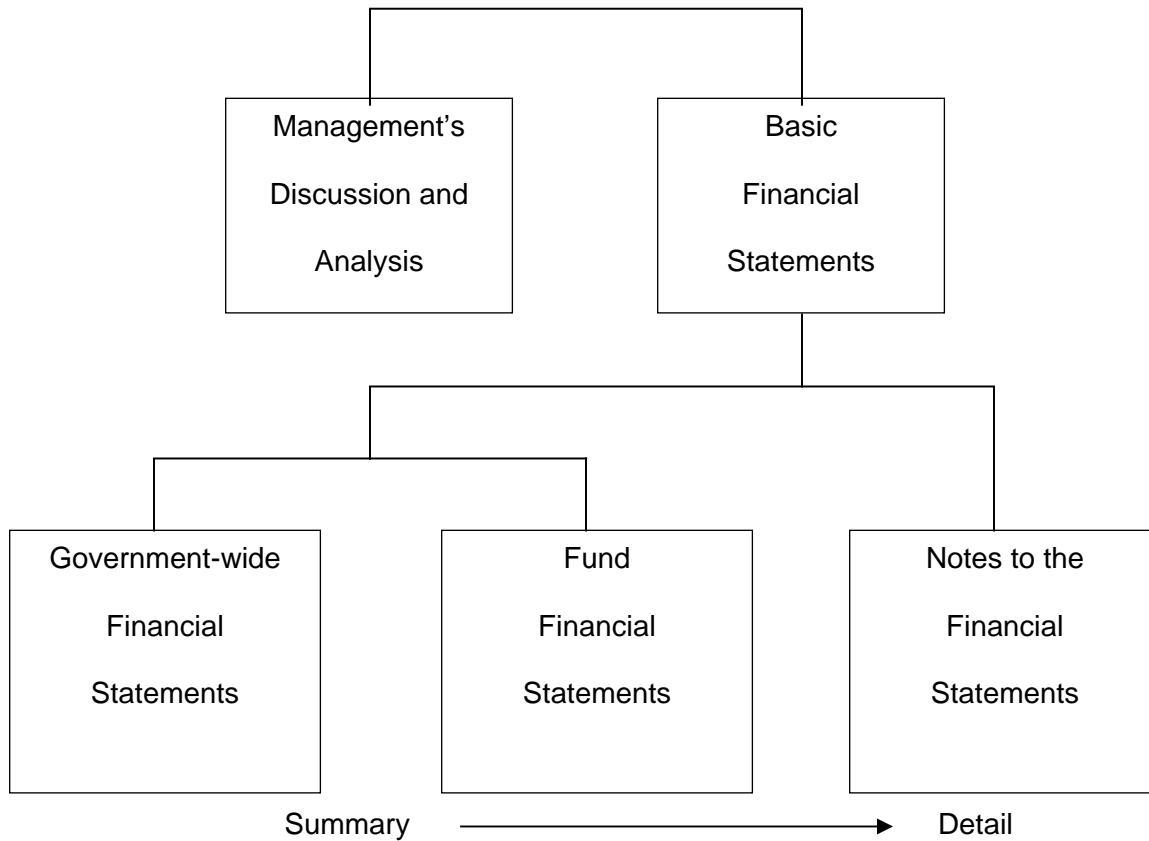 Management’s
Discussion and
Analysis
Basic
Financial
Statements
Government-wide
Financial
Statements
Fund
Financial
Statements
Notes to the
Financial
Statements
Summary
Detail